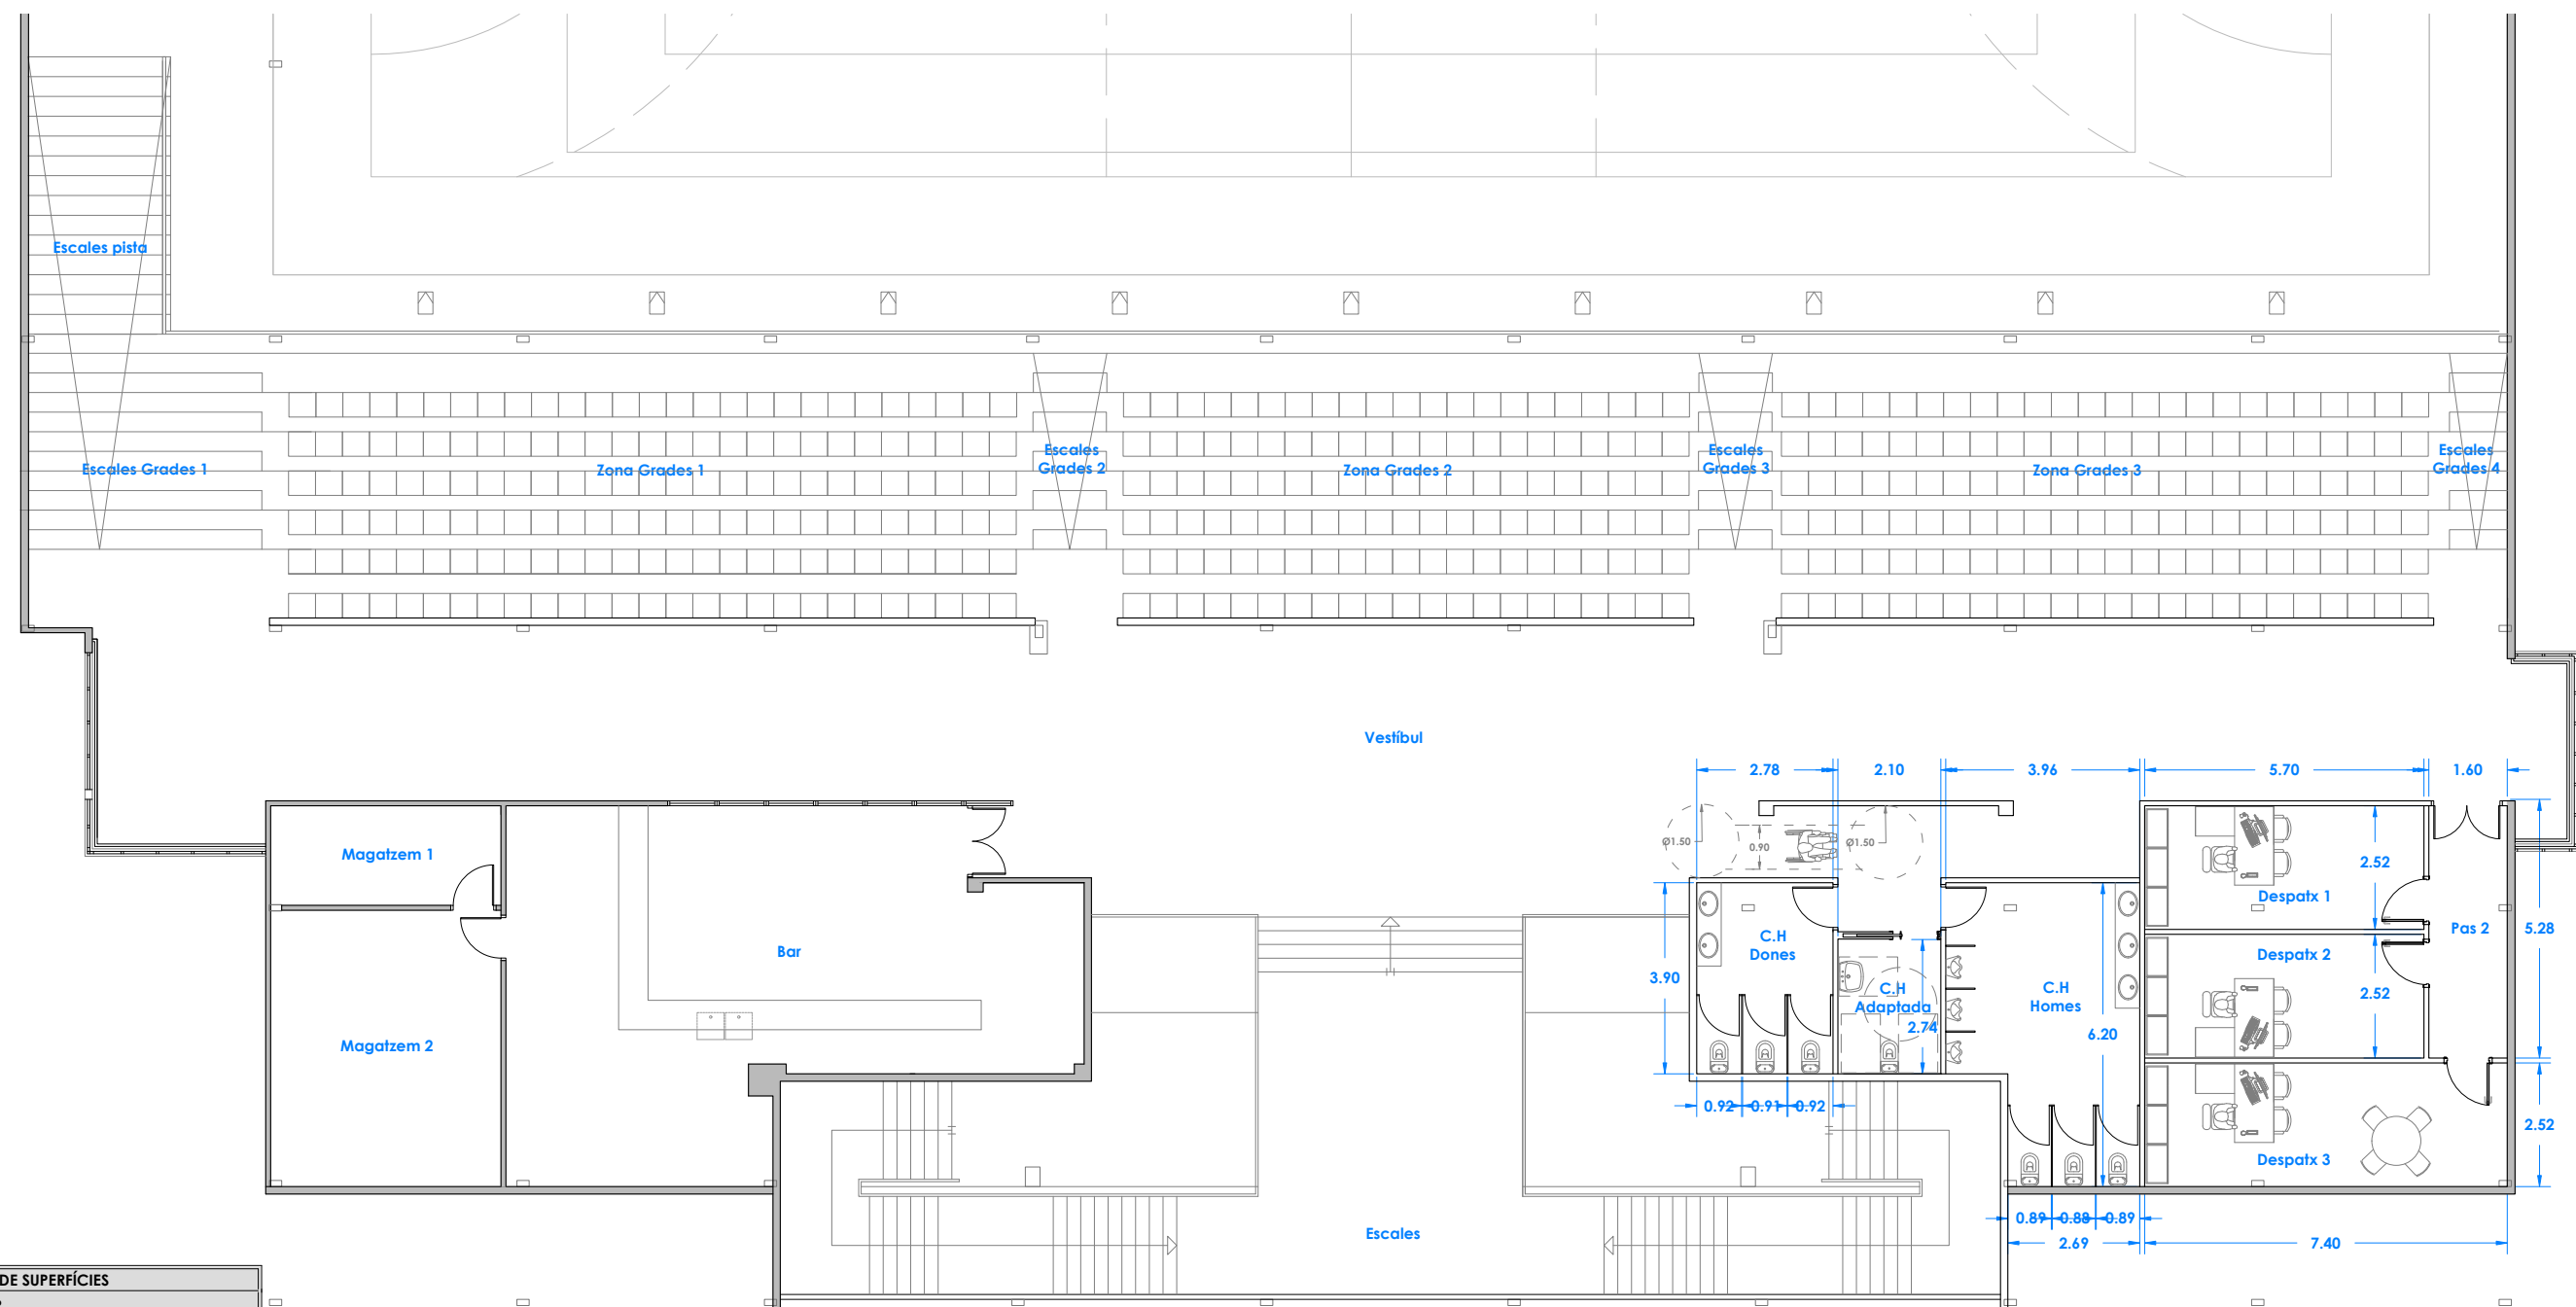 Escales pista
Escales Grades 1
Zona Grades 1
Escales
Grades 2
Zona Grades 2
Escales
Grades 3
Zona Grades 3
Escales
Grades 4
Vestíbul
2.78
2.10
3.96
5.70
1.60
Magatzem 1
Ø1.50
0.90
Ø1.50
2.52
Despatx 1
Pas 2
5.28
Bar
C.H
Dones
Despatx 2
3.90
C.H
Adaptada
2.74
C.H
Homes
2.52
6.20
Magatzem 2
0.92
0.91
0.92
2.52
Despatx 3
0.89
0.88
0.89
Escales
2.69
7.40
DE SUPERFÍCIES